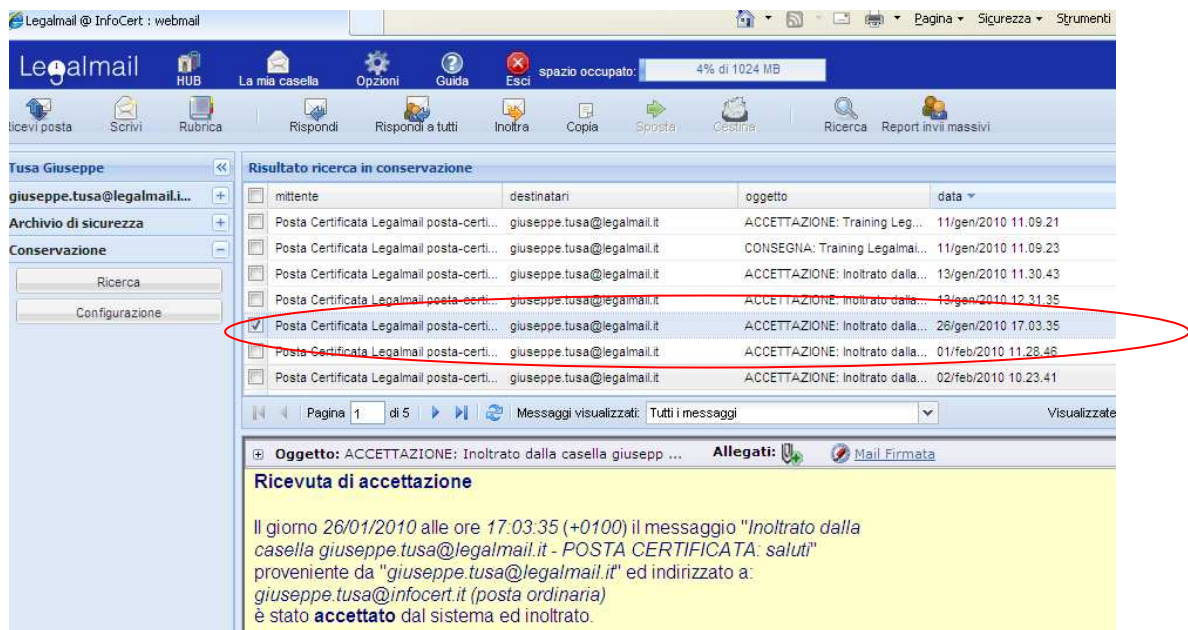 Legalmail @ InfoCert : webmail
Pagina Sicurezza Strumenti
Legalmail HUB La mia casella Opzioni Guida Esci spazio occupato: 4% di 1024 MB
ticevi posta Scrivi Rubrica Rispondi Rispondi a tutti Inoltra Copia Sposta Cestina Ricerca Report invii massivi
Tusa Giuseppe
giuseppe.tusa@legalmail.i...
Archivio di sicurezza
Conservazione
Ricerca
Configurazione
Risultato ricerca in conservazione
mittente destinatari oggetto data
Posta Certificata Legalmail posta-certi... giuseppe.tusa@legalmail.it ACCETTAZIONE: Training Leg... 11/gen/2010 11.09.21
Posta Certificata Legalmail posta-certi... giuseppe.tusa@legalmail.it CONSEGNA: Training Legalmai... 11/gen/2010 11.09.23
Posta Certificata Legalmail posta-certi... giuseppe.tusa@legalmail.it ACCETTAZIONE: Inoltrato dalla... 13/gen/2010 11.30.43
Posta Certificata Legalmail posta-certi... giuseppe.tusa@legalmail.it ACCETTAZIONE: Inoltrato dalla... 13/gen/2010 12.31.35
Posta Certificata Legalmail posta-certi... giuseppe.tusa@legalmail.it ACCETTAZIONE: Inoltrato dalla... 26/gen/2010 17.03.35
Posta Certificata Legalmail posta-certi... giuseppe.tusa@legalmail.it ACCETTAZIONE: Inoltrato dalla... 01/feb/2010 11.28.46
Posta Certificata Legalmail posta-certi... giuseppe.tusa@legalmail.it ACCETTAZIONE: Inoltrato dalla... 02/feb/2010 10.23.41
Pagina 1 di 5 Messaggi visualizzati: Tutti i messaggi Visualizzate
Oggetto: ACCETTAZIONE: Inoltrato dalla casella giusepp ... Allegati: Mail Firmata
Ricevuta di accettazione
Il giorno 26/01/2010 alle ore 17:03:35 (+0100) il messaggio "Inoltrato dalla
casella giuseppe.tusa@legalmail.it - POSTA CERTIFICATA: saluti"
proveniente da "giuseppe.tusa@legalmail.it" ed indirizzato a:
giuseppe.tusa@infocert.it (posta ordinaria)
è stato accettato dal sistema ed inoltrato.